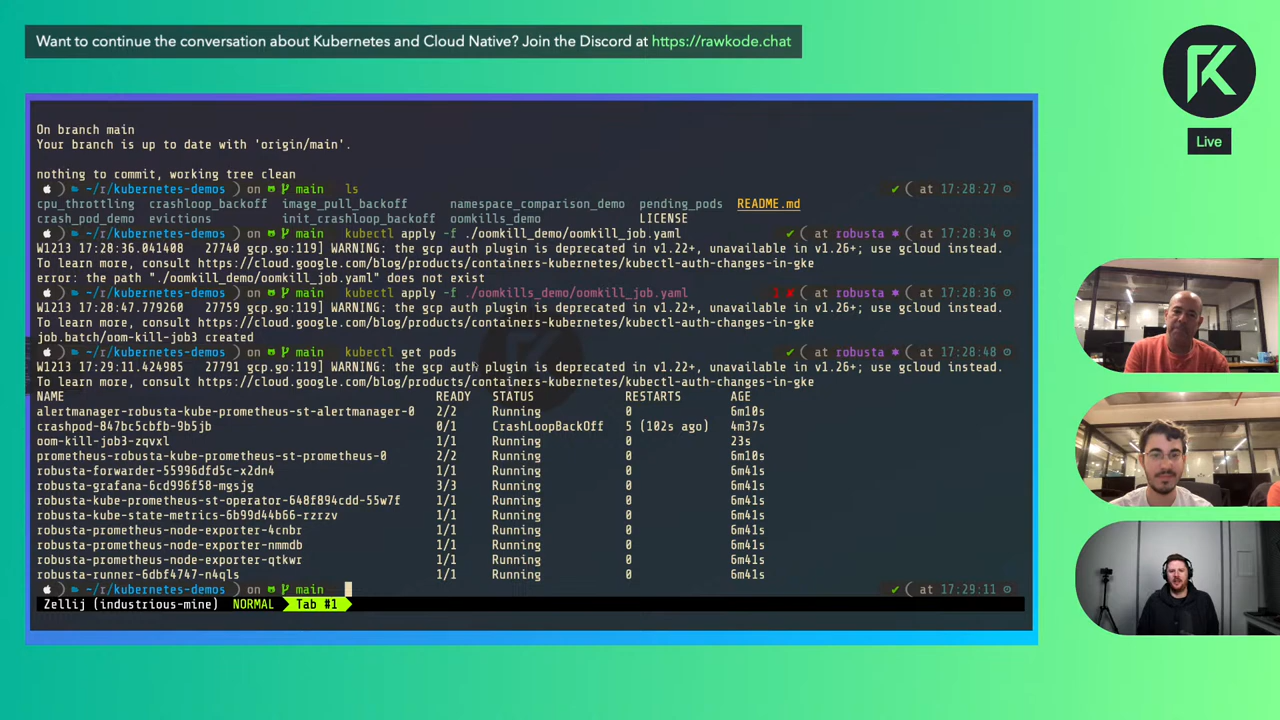 Want to continue the conversation about Kubernetes and Cloud Native? Join the Discord at https://rawkode.chat
Live
On branch main
Your branch is up to date with 'origin/main'.
nothing to commit, working tree clean
) ~/r/kubernetes-demos ) on main ls ✔ ( at 17:28:27
cpu_throttling crashloop_backoff image_pull_backoff namespace_comparison_demo pending_pods README.md
crash_pod_demo evictions init_crashloop_backoff oomkills_demo LICENSE
) ~/r/kubernetes-demos ) on main kubectl apply -f ./oomkill_demo/oomkill_job.yaml ✔ ( at robusta ( at 17:28:34
W1213 17:28:36.041408 27740 gcp.go:119] WARNING: the gcp auth plugin is deprecated in v1.22+, unavailable in v1.26+; use gcloud instead.
To learn more, consult https://cloud.google.com/blog/products/containers-kubernetes/kubectl-auth-changes-in-gke
error: the path "./oomkill_demo/oomkill_job.yaml" does not exist
) ~/r/kubernetes-demos ) on main kubectl apply -f ./oomkills_demo/oomkill_job.yaml 1 ✘ ( at robusta ( at 17:28:36
W1213 17:28:47.779260 27759 gcp.go:119] WARNING: the gcp auth plugin is deprecated in v1.22+, unavailable in v1.26+; use gcloud instead.
To learn more, consult https://cloud.google.com/blog/products/containers-kubernetes/kubectl-auth-changes-in-gke
job.batch/oom-kill-job3 created
) ~/r/kubernetes-demos ) on main kubectl get pods ✔ ( at robusta ( at 17:28:48
W1213 17:29:11.424985 27791 gcp.go:119] WARNING: the gcp auth plugin is deprecated in v1.22+, unavailable in v1.26+; use gcloud instead.
To learn more, consult https://cloud.google.com/blog/products/containers-kubernetes/kubectl-auth-changes-in-gke
NAME READY STATUS RESTARTS AGE
alertmanager-robusta-kube-prometheus-st-alertmanager-0 2/2 Running 0 6m10s
crashpod-847bc5cbfb-9b5jb 0/1 CrashLoopBackOff 5 (102s ago) 4m37s
oom-kill-job3-zqvxl 1/1 Running 0 23s
prometheus-robusta-kube-prometheus-st-prometheus-0 2/2 Running 0 6m10s
robusta-forwarder-55996dfd5c-x2dn4 1/1 Running 0 6m41s
robusta-grafana-6cd996f58-mgsjg 3/3 Running 0 6m41s
robusta-kube-prometheus-st-operator-648f894cdd-55w7f 1/1 Running 0 6m41s
robusta-kube-state-metrics-6b99d44b66-rzrzv 1/1 Running 0 6m41s
robusta-prometheus-node-exporter-4cnbr 1/1 Running 0 6m41s
robusta-prometheus-node-exporter-nmmdb 1/1 Running 0 6m41s
robusta-prometheus-node-exporter-qtkwr 1/1 Running 0 6m41s
robusta-runner-6dbf4747-n4qls 1/1 Running 0 6m41s
) ~/r/kubernetes-demos ) on main ✔ ( at 17:29:11
Zellij (industrious-mine) NORMAL Tab #1